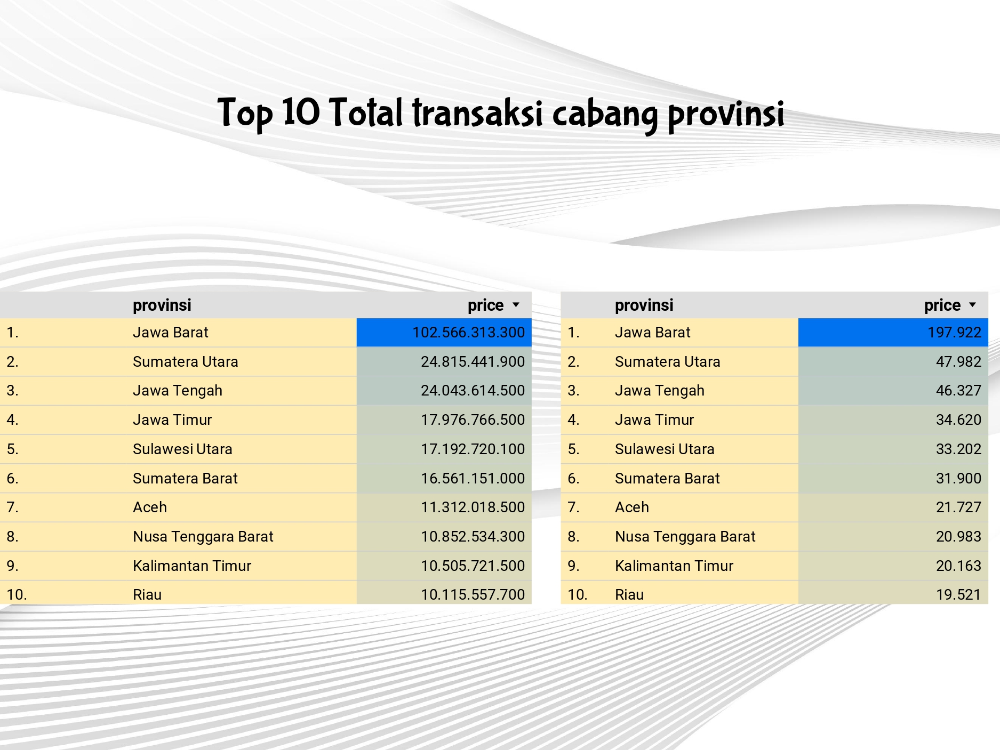 Top 10 Total transaksi cabang provinsi
provinsi price
1. Jawa Barat 102.566.313.300
2. Sumatera Utara 24.815.441.900
3. Jawa Tengah 24.043.614.500
4. Jawa Timur 17.976.766.500
5. Sulawesi Utara 17.192.720.100
6. Sumatera Barat 16.561.151.000
7. Aceh 11.312.018.500
8. Nusa Tenggara Barat 10.852.534.300
9. Kalimantan Timur 10.505.721.500
10. Riau 10.115.557.700
provinsi price
1. Jawa Barat 197.922
2. Sumatera Utara 47.982
3. Jawa Tengah 46.327
4. Jawa Timur 34.620
5. Sulawesi Utara 33.202
6. Sumatera Barat 31.900
7. Aceh 21.727
8. Nusa Tenggara Barat 20.983
9. Kalimantan Timur 20.163
10. Riau 19.521